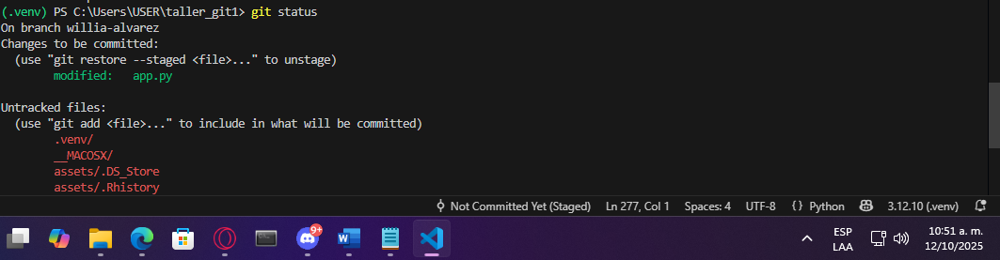 (.venv) PS C:\Users\USER\taller_git1> git status
On branch willia-alvarez
Changes to be committed:
  (use "git restore --staged <file>..." to unstage)
        modified:   app.py

Untracked files:
  (use "git add <file>..." to include in what will be committed)
        .venv/
        __MACOSX/
        assets/.DS_Store
        assets/.Rhistory
Not Committed Yet (Staged) Ln 277, Col 1 Spaces: 4 UTF-8 {} Python 3.12.10 (.venv)
9+
ESP
LAA
10:51 a. m.
12/10/2025